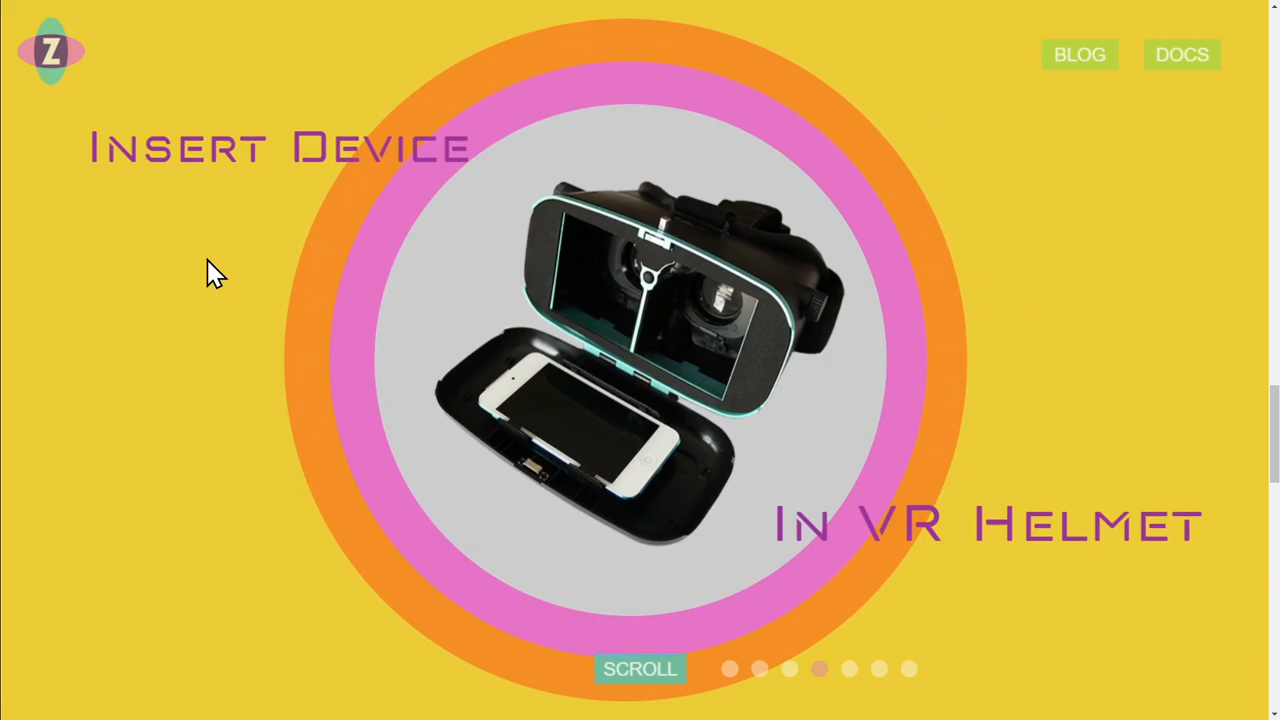 Z
BLOG
DOCS
Insert Device
In VR Helmet
SCROLL